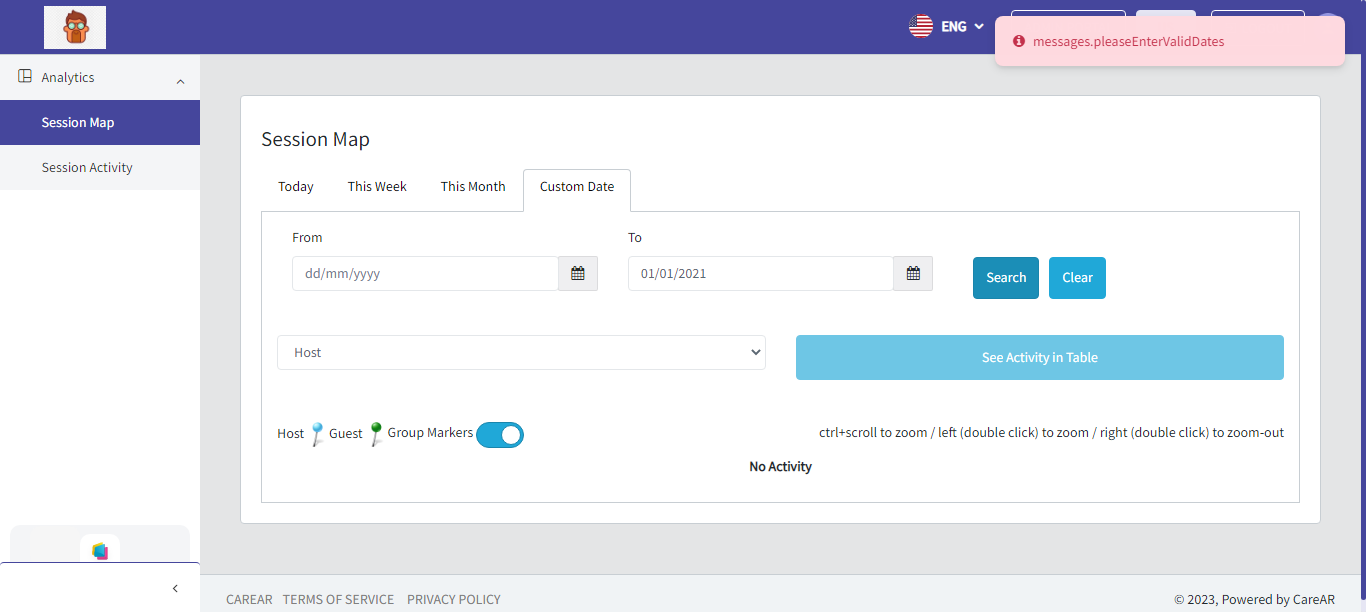 ENG
messages.pleaseEnterValidDates
Analytics
Session Map
Session Activity
Session Map
Today This Week This Month Custom Date
From To
dd/mm/yyyy 01/01/2021 Search Clear
Host See Activity in Table
Host Guest Group Markers ctrl+scroll to zoom / left (double click) to zoom / right (double click) to zoom-out
No Activity
CAREAR TERMS OF SERVICE PRIVACY POLICY © 2023, Powered by CareAR